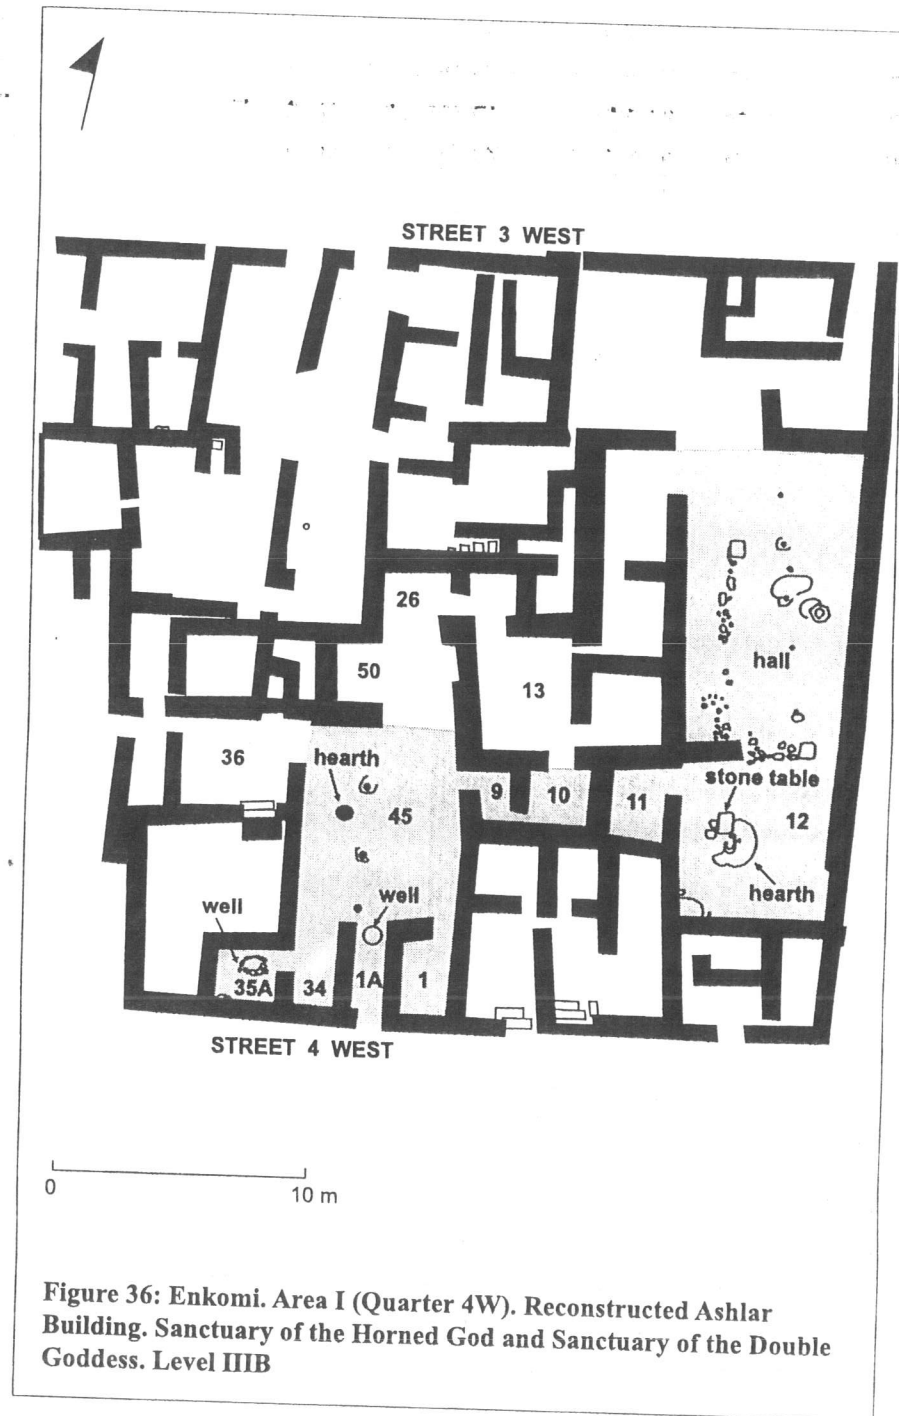 STREET 3 WEST
26
50
13
hall
36
hearth
45
9
10
11
stone table
12
hearth
well
well
35A
34
1A
1
STREET 4 WEST
0
10 m
Figure 36: Enkomi. Area I (Quarter 4W). Reconstructed Ashlar
Building. Sanctuary of the Horned God and Sanctuary of the Double
Goddess. Level IIIB